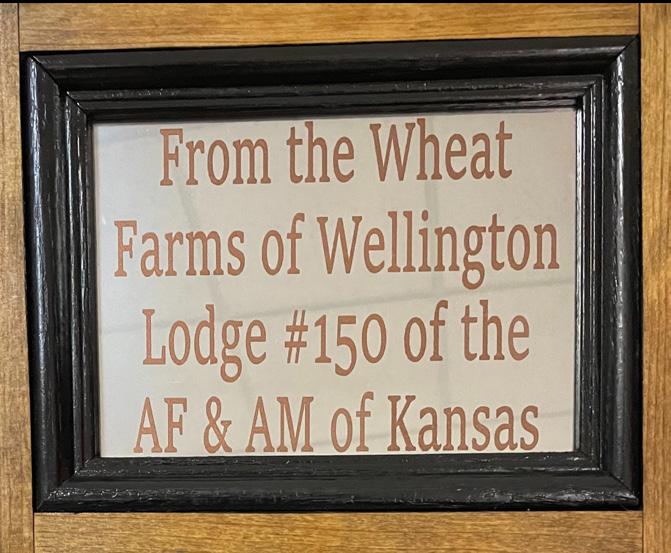 From the Wheat
Farms of Wellington
Lodge #150 of the
AF & AM of Kansas